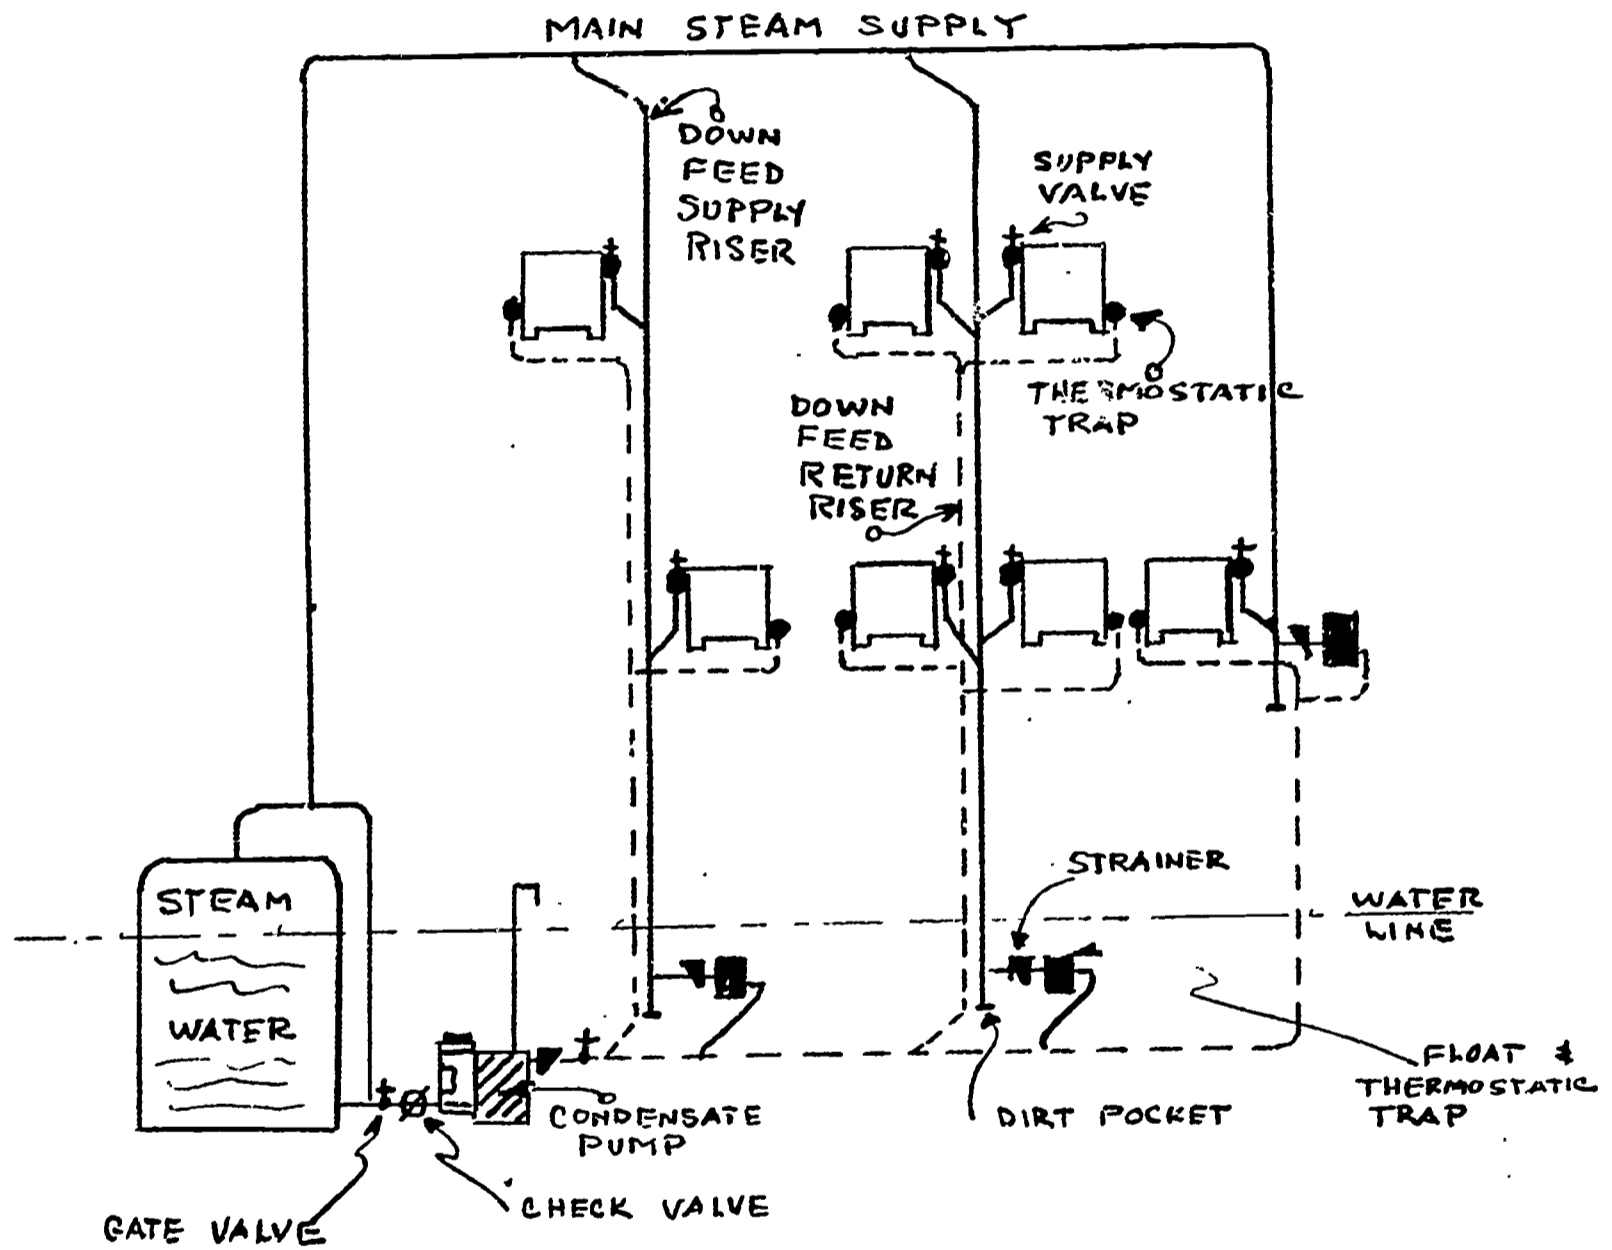 MAIN STEAM SUPPLY
DOWN
FEED
SUPPLY
RISER
SUPPLY
VALVE
THERMOSTATIC
TRAP
DOWN
FEED
RETURN
RISER
STRAINER
WATER
LINE
STEAM
WATER
FLOAT &
THERMOSTATIC
TRAP
DIRT POCKET
CONDENSATE
PUMP
CHECK VALVE
GATE VALVE